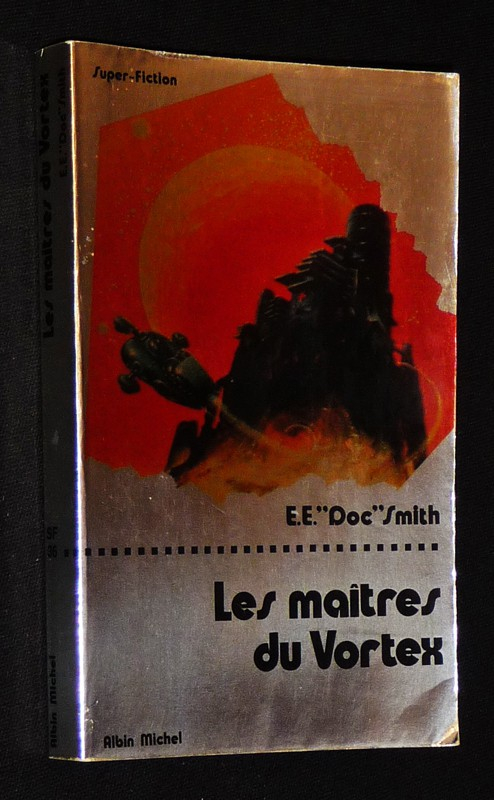 Super-Fiction
E.E."Doc"Smith
Les maîtres
du Vortex
Albin Michel
Les maîtres du Vortex
E.E."Doc"Smith
Albin Michel